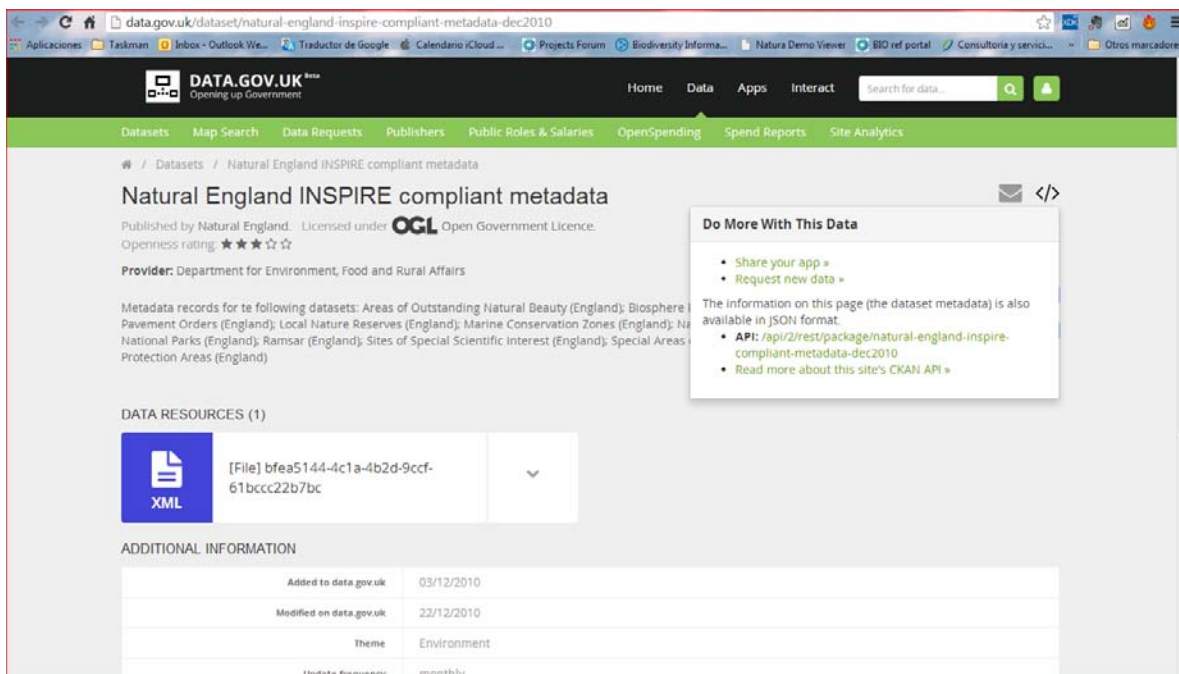 data.gov.uk/dataset/natural-england-inspire-compliant-metadata-dec2010
Aplicaciones Taskman Inbox - Outlook We... Traductor de Google Calendario iCloud ... Projects Forum Biodiversity Informa... Natura Demo Viewer BIO ref portal Consultoria y servici... » Otros marcadore
DATA.GOV.UK Beta
Opening up Government
Home Data Apps Interact Search for data...
Datasets Map Search Data Requests Publishers Public Roles & Salaries OpenSpending Spend Reports Site Analytics
/ Datasets / Natural England INSPIRE compliant metadata
Natural England INSPIRE compliant metadata
</>
Published by Natural England. Licensed under OGL Open Government Licence.
Openness rating: ★★★☆☆
Provider: Department for Environment, Food and Rural Affairs
Metadata records for te following datasets: Areas of Outstanding Natural Beauty (England); Biosphere
Pavement Orders (England); Local Nature Reserves (England); Marine Conservation Zones (England); Na
National Parks (England); Ramsar (England); Sites of Special Scientific Interest (England); Special Areas
Protection Areas (England)
Do More With This Data
• Share your app »
• Request new data »
The information on this page (the dataset metadata) is also
available in JSON format.
• API: /api/2/rest/package/natural-england-inspire-
compliant-metadata-dec2010
• Read more about this site's CKAN API »
DATA RESOURCES (1)
XML
[File] bfea5144-4c1a-4b2d-9ccf-
61bccc22b7bc
ADDITIONAL INFORMATION
Added to data.gov.uk 03/12/2010
Modified on data.gov.uk 22/12/2010
Theme Environment
Update frequency monthly